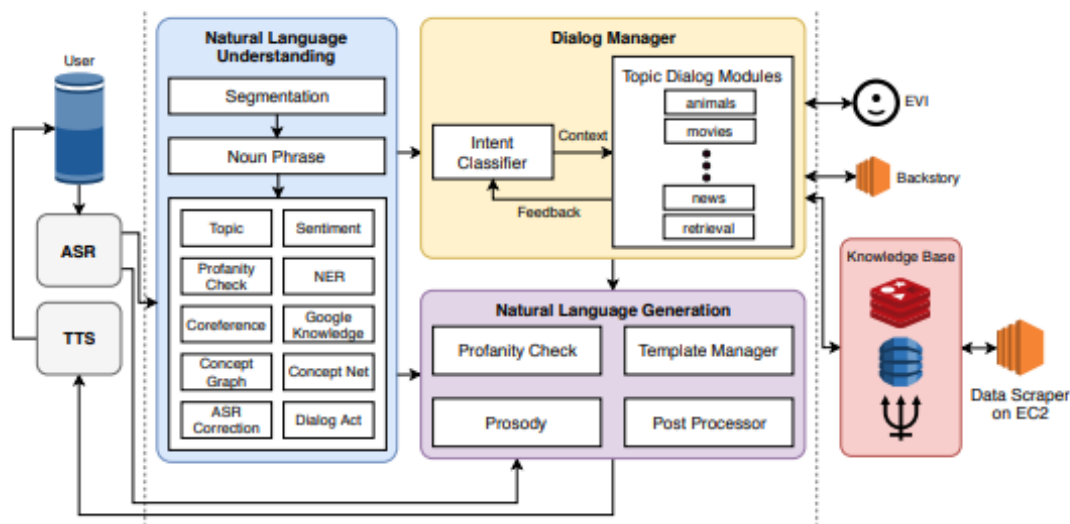 User
ASR
TTS
Natural Language
Understanding
Segmentation
Noun Phrase
Topic
Sentiment
Profanity
Check
NER
Coreference
Google
Knowledge
Concept
Graph
Concept Net
ASR
Correction
Dialog Act
Dialog Manager
Topic Dialog Modules
animals
movies
news
retrieval
Intent
Classifier
Context
Feedback
Natural Language Generation
Profanity Check
Template Manager
Prosody
Post Processor
EVI
Backstory
Knowledge Base
Data Scraper
on EC2